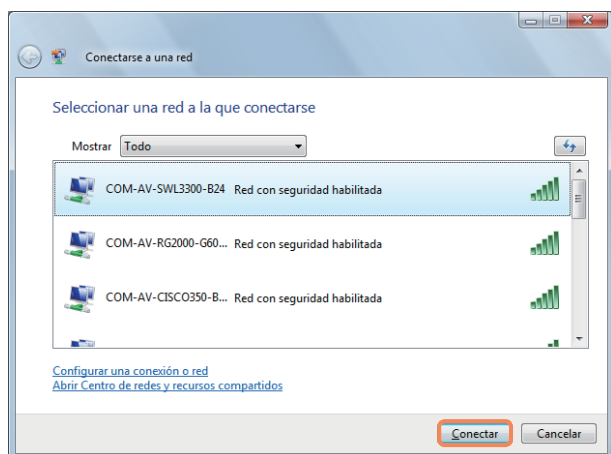 Conectarse a una red
Seleccionar una red a la que conectarse
Mostrar Todo
COM-AV-SWL3300-B24 Red con seguridad habilitada
COM-AV-RG2000-G60... Red con seguridad habilitada
COM-AV-CISCO350-B... Red con seguridad habilitada
Configurar una conexión o red
Abrir Centro de redes y recursos compartidos
Conectar Cancelar